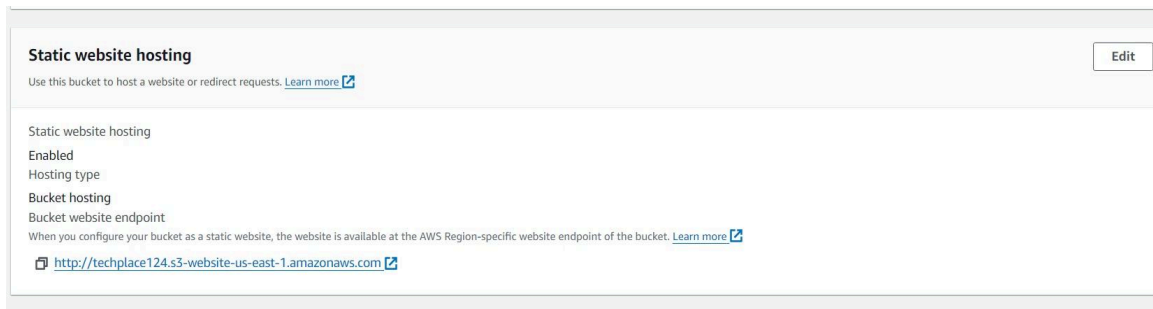 Static website hosting
Edit
Use this bucket to host a website or redirect requests. Learn more
Static website hosting
Enabled
Hosting type
Bucket hosting
Bucket website endpoint
When you configure your bucket as a static website, the website is available at the AWS Region-specific website endpoint of the bucket. Learn more
http://techplace124.s3-website-us-east-1.amazonaws.com